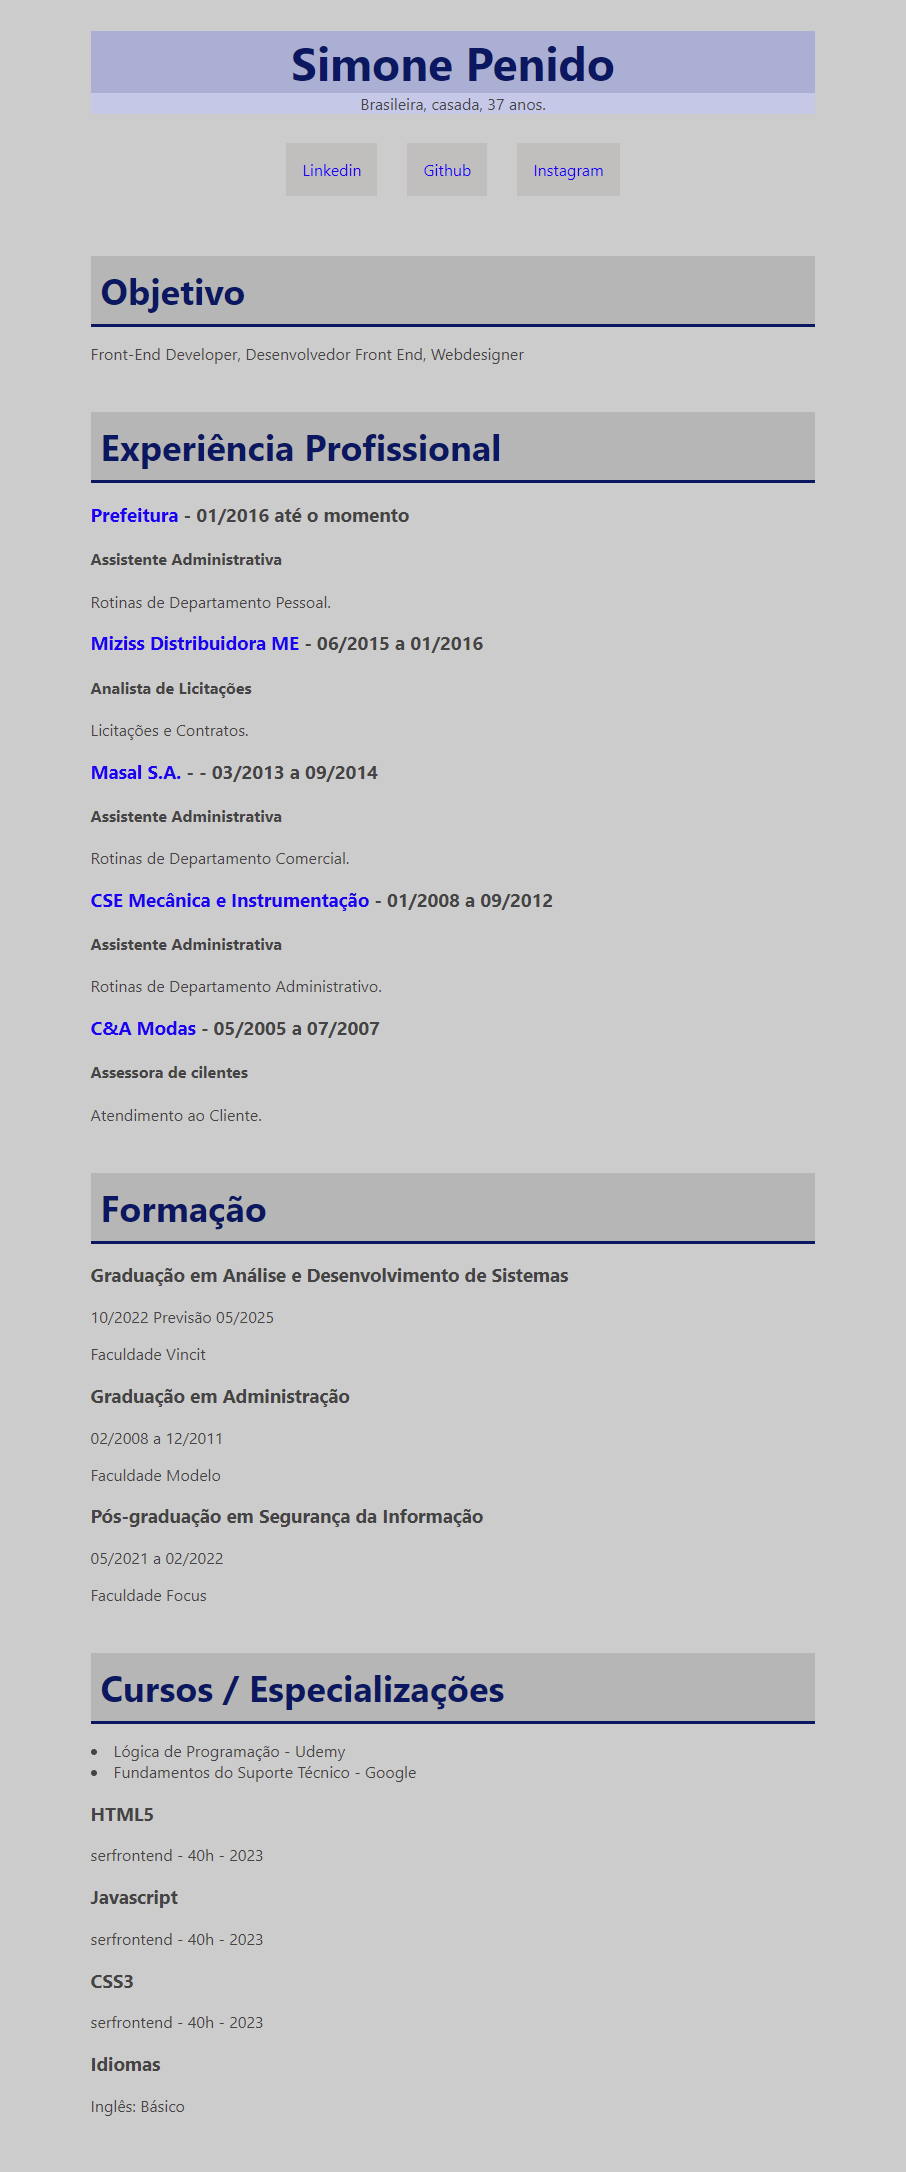 Simone Penido
Brasileira, casada, 37 anos.
Linkedin
Github
Instagram
Objetivo
Front-End Developer, Desenvolvedor Front End, Webdesigner
Experiência Profissional
Prefeitura - 01/2016 até o momento
Assistente Administrativa
Rotinas de Departamento Pessoal.
Miziss Distribuidora ME - 06/2015 a 01/2016
Analista de Licitações
Licitações e Contratos.
Masal S.A. - - 03/2013 a 09/2014
Assistente Administrativa
Rotinas de Departamento Comercial.
CSE Mecânica e Instrumentação - 01/2008 a 09/2012
Assistente Administrativa
Rotinas de Departamento Administrativo.
C&A Modas - 05/2005 a 07/2007
Assessora de cilentes
Atendimento ao Cliente.
Formação
Graduação em Análise e Desenvolvimento de Sistemas
10/2022 Previsão 05/2025
Faculdade Vincit
Graduação em Administração
02/2008 a 12/2011
Faculdade Modelo
Pós-graduação em Segurança da Informação
05/2021 a 02/2022
Faculdade Focus
Cursos / Especializações
• Lógica de Programação - Udemy
• Fundamentos do Suporte Técnico - Google
HTML5
serfrontend - 40h - 2023
Javascript
serfrontend - 40h - 2023
CSS3
serfrontend - 40h - 2023
Idiomas
Inglês: Básico